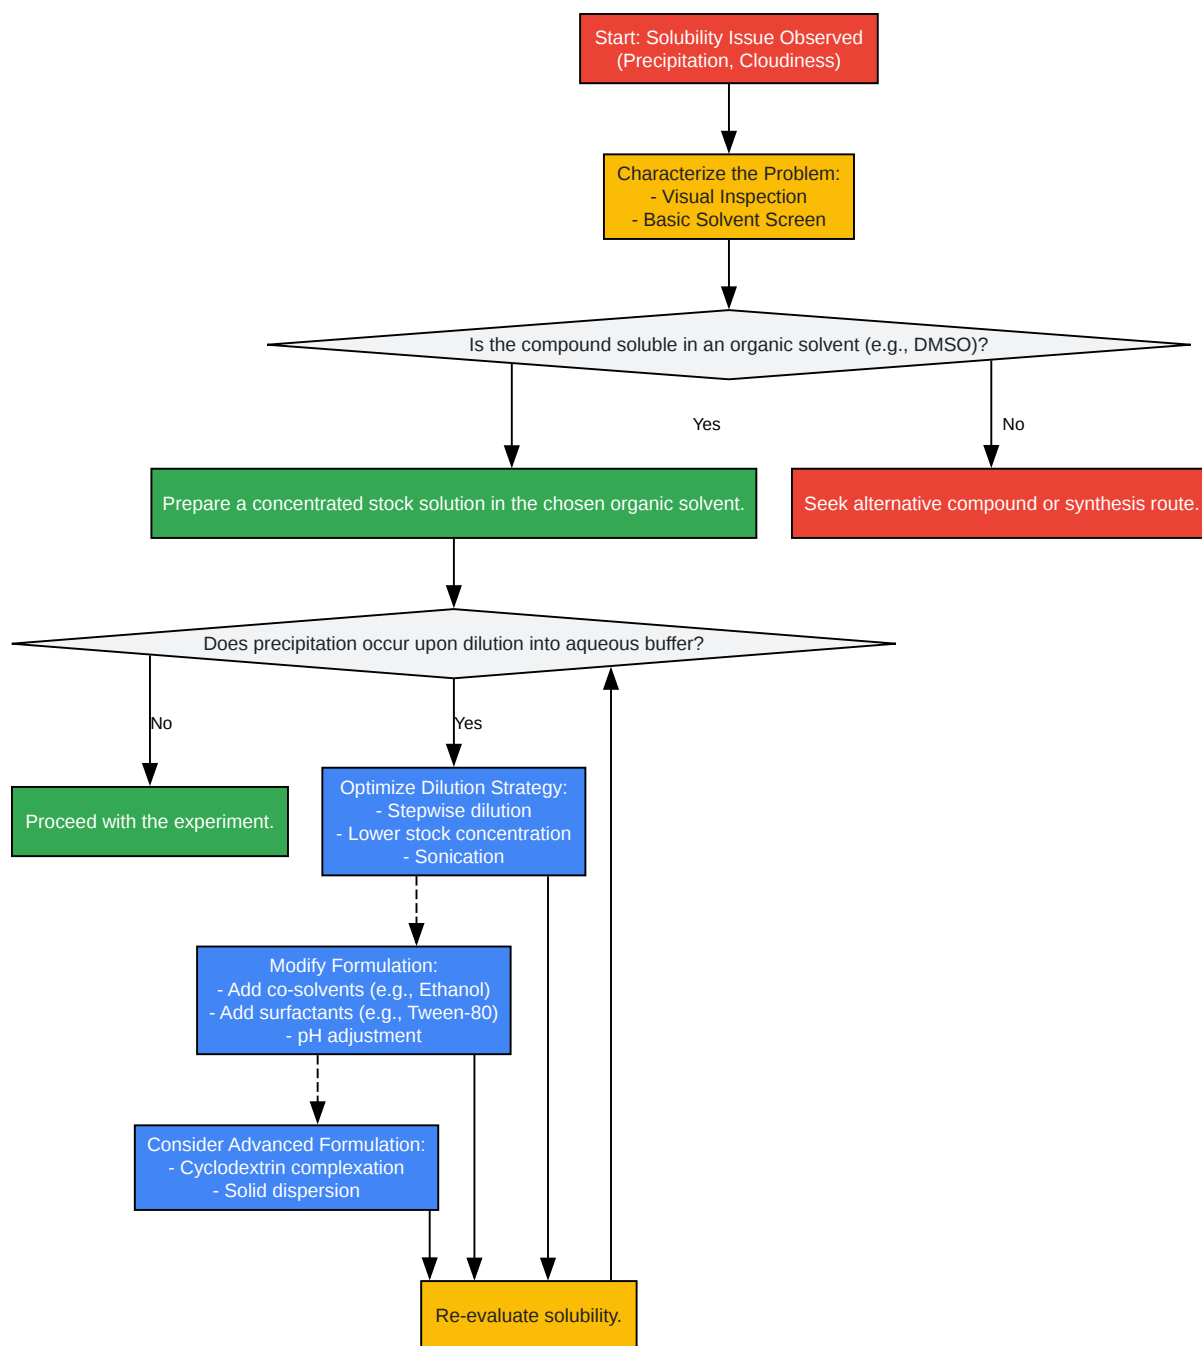 Start: Solubility Issue Observed
(Precipitation, Cloudiness)
Characterize the Problem:
- Visual Inspection
- Basic Solvent Screen
Is the compound soluble in an organic solvent (e.g., DMSO)?
Yes
No
Prepare a concentrated stock solution in the chosen organic solvent.
Seek alternative compound or synthesis route.
Does precipitation occur upon dilution into aqueous buffer?
No
Yes
Proceed with the experiment.
Optimize Dilution Strategy:
- Stepwise dilution
- Lower stock concentration
- Sonication
Modify Formulation:
- Add co-solvents (e.g., Ethanol)
- Add surfactants (e.g., Tween-80)
- pH adjustment
Consider Advanced Formulation:
- Cyclodextrin complexation
- Solid dispersion
Re-evaluate solubility.